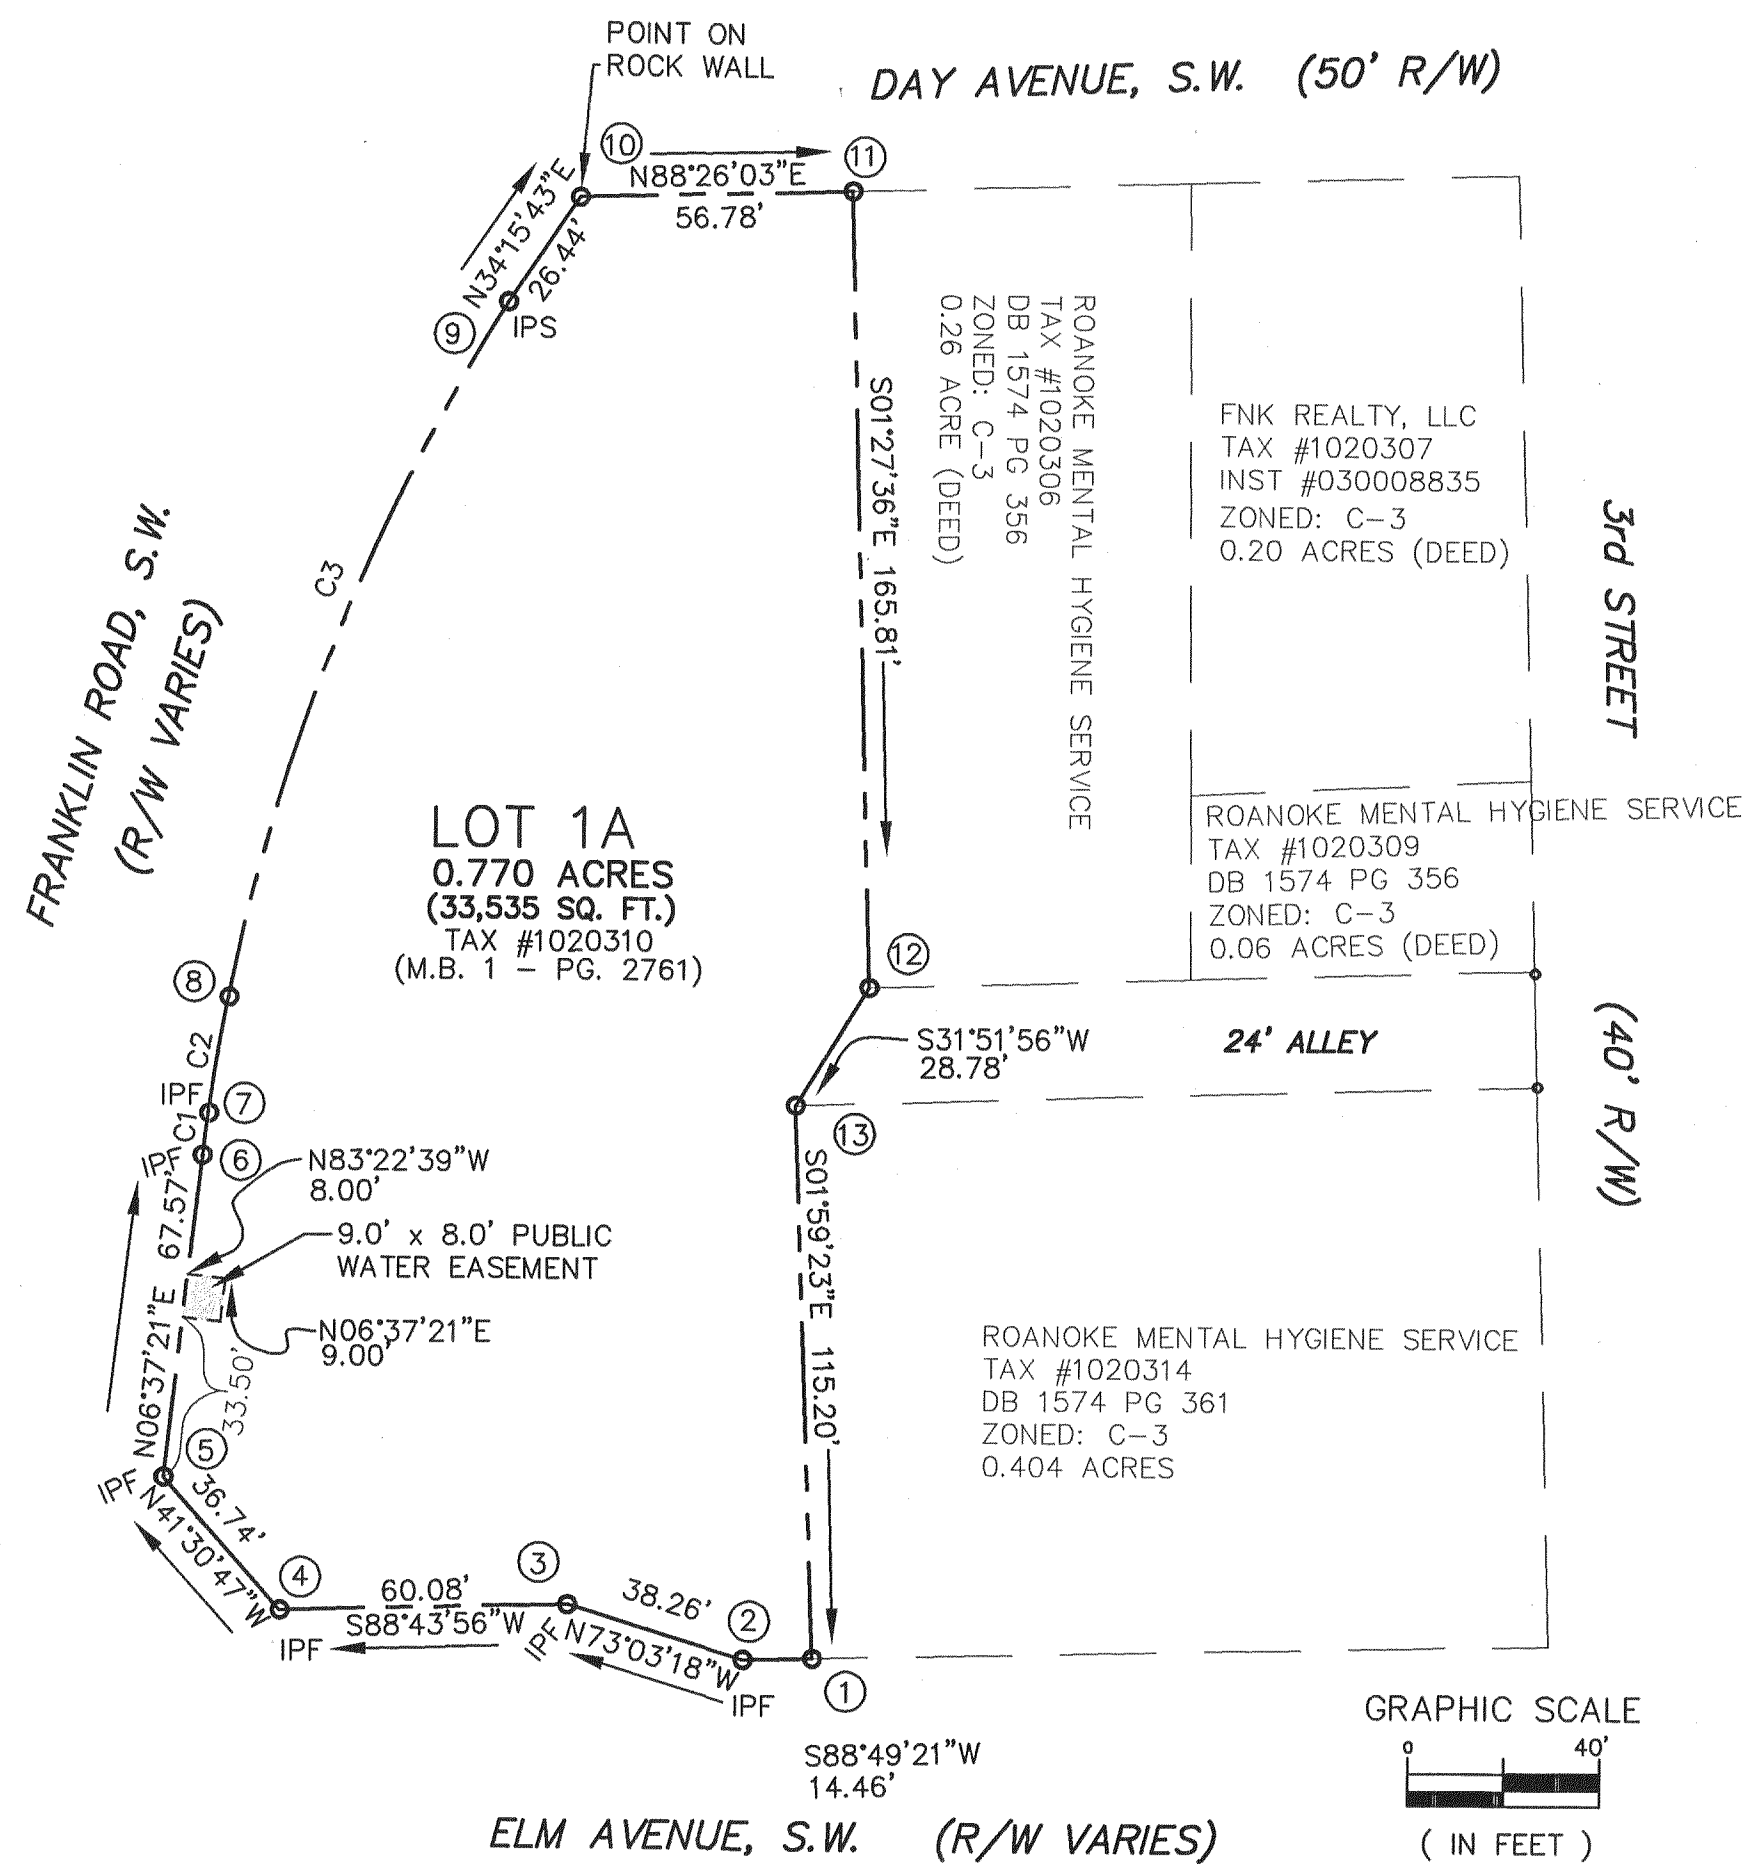 POINT ON
ROCK WALL
DAY AVENUE, S.W. (50' R/W)
10
11
N88°26'03"E
56.78'
N34°15'43"E
26.44'
9
IPS
S01°27'36"E 165.81'
ROANOKE MENTAL HYGIENE SERVICE
TAX #1020306
DB 1574 PG 356
ZONED: C-3
0.26 ACRE (DEED)
FNK REALTY, LLC
TAX #1020307
INST #030008835
ZONED: C-3
0.20 ACRES (DEED)
3rd STREET
(40' R/W)
C3
FRANKLIN ROAD, S.W.
(R/W VARIES)
LOT 1A
0.770 ACRES
(33,535 SQ. FT.)
TAX #1020310
(M.B. 1 - PG. 2761)
ROANOKE MENTAL HYGIENE SERVICE
TAX #1020309
DB 1574 PG 356
ZONED: C-3
0.06 ACRES (DEED)
8
12
C2
S31°51'56"W
28.78'
24' ALLEY
IPF
7
C1
13
IPF
6
N83°22'39"W
8.00'
9.0' x 8.0' PUBLIC
WATER EASEMENT
N06°37'21"E 67.57'
N06°37'21"E
9.00'
33.50'
S01°59'23"E 115.20'
ROANOKE MENTAL HYGIENE SERVICE
TAX #1020314
DB 1574 PG 361
ZONED: C-3
0.404 ACRES
5
IPF
36.74'
N41°30'47"W
4
3
60.08'
S88°43'56"W
IPF
38.26'
2
IPF
N73°03'18"W
IPF
1
S88°49'21"W
14.46'
GRAPHIC SCALE
0 40'
( IN FEET )
ELM AVENUE, S.W. (R/W VARIES)